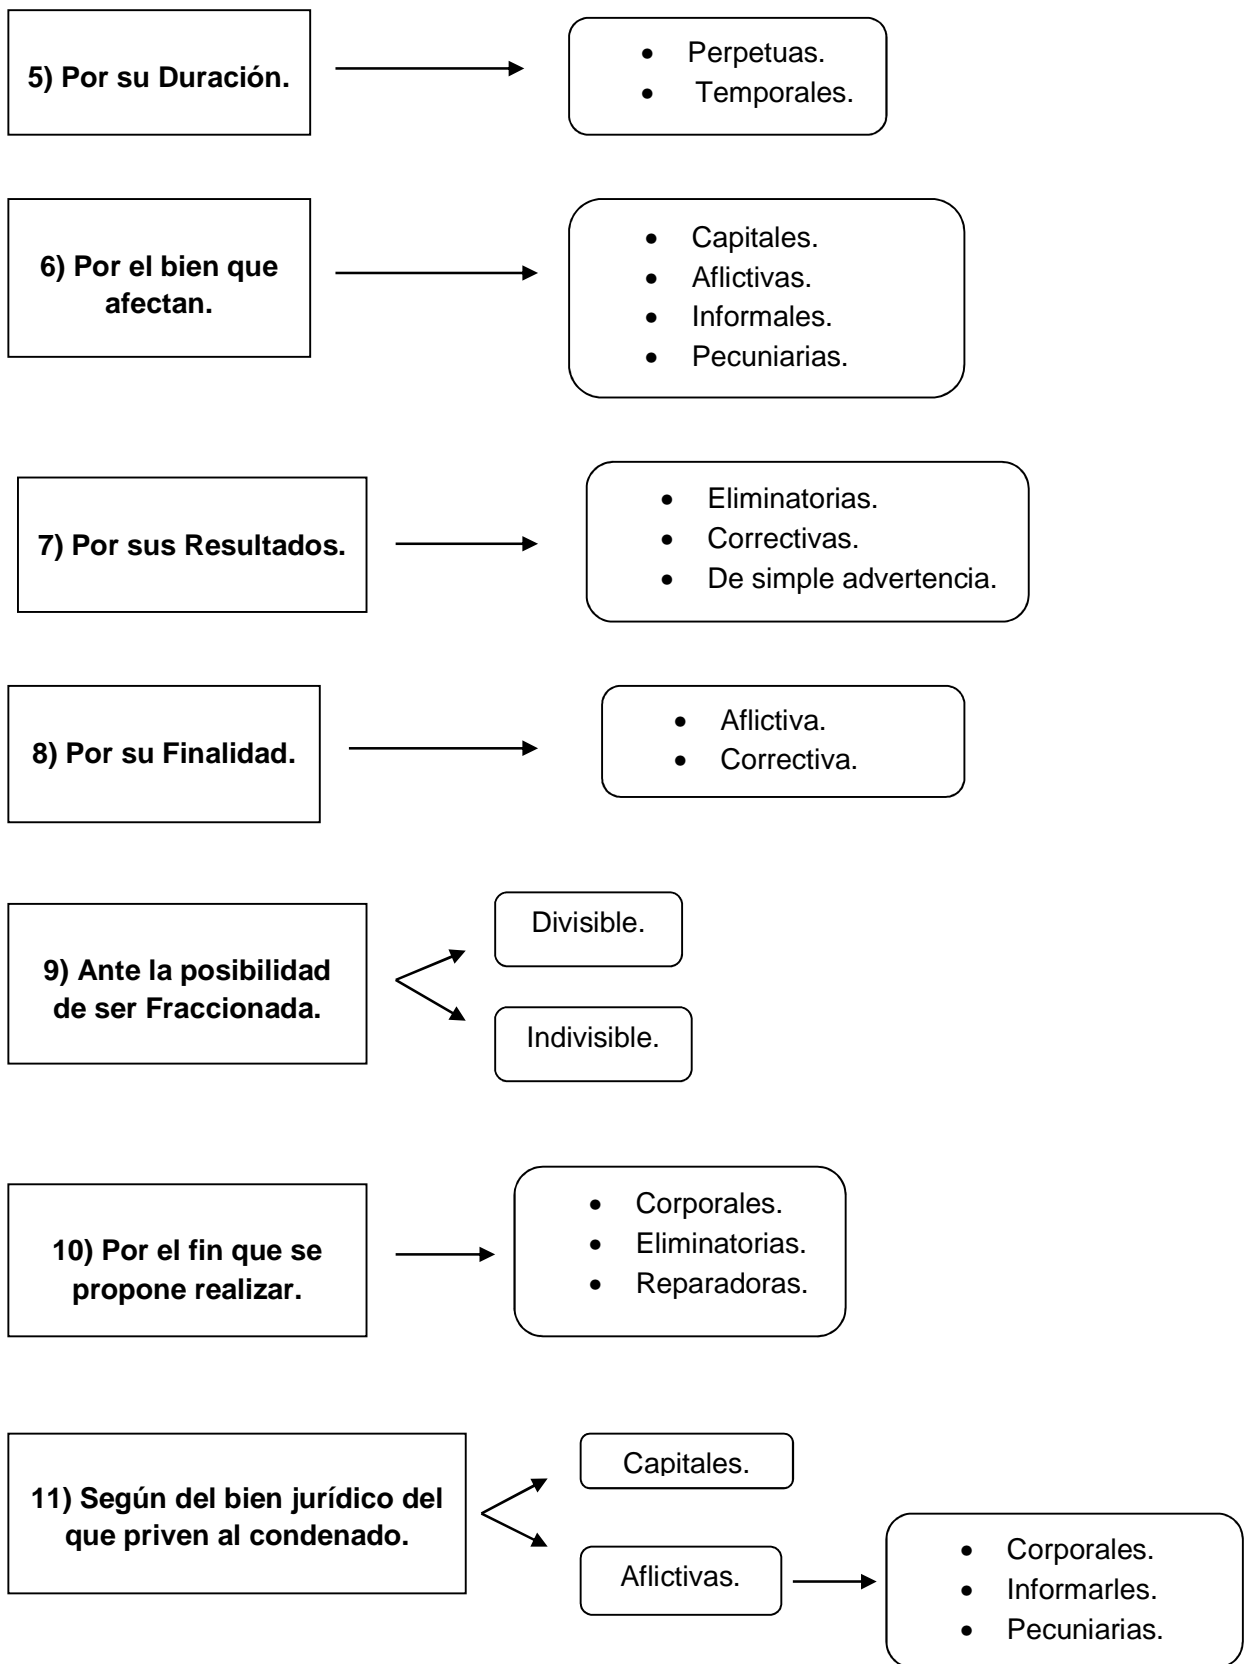 5) Por su Duración.
• Perpetuas.
• Temporales.
6) Por el bien que
afectan.
• Capitales.
• Aflictivas.
• Informales.
• Pecuniarias.
7) Por sus Resultados.
• Eliminatorias.
• Correctivas.
• De simple advertencia.
8) Por su Finalidad.
• Aflictiva.
• Correctiva.
9) Ante la posibilidad
de ser Fraccionada.
Divisible.
Indivisible.
10) Por el fin que se
propone realizar.
• Corporales.
• Eliminatorias.
• Reparadoras.
11) Según del bien jurídico del
que priven al condenado.
Capitales.
Aflictivas.
• Corporales.
• Informarles.
• Pecuniarias.